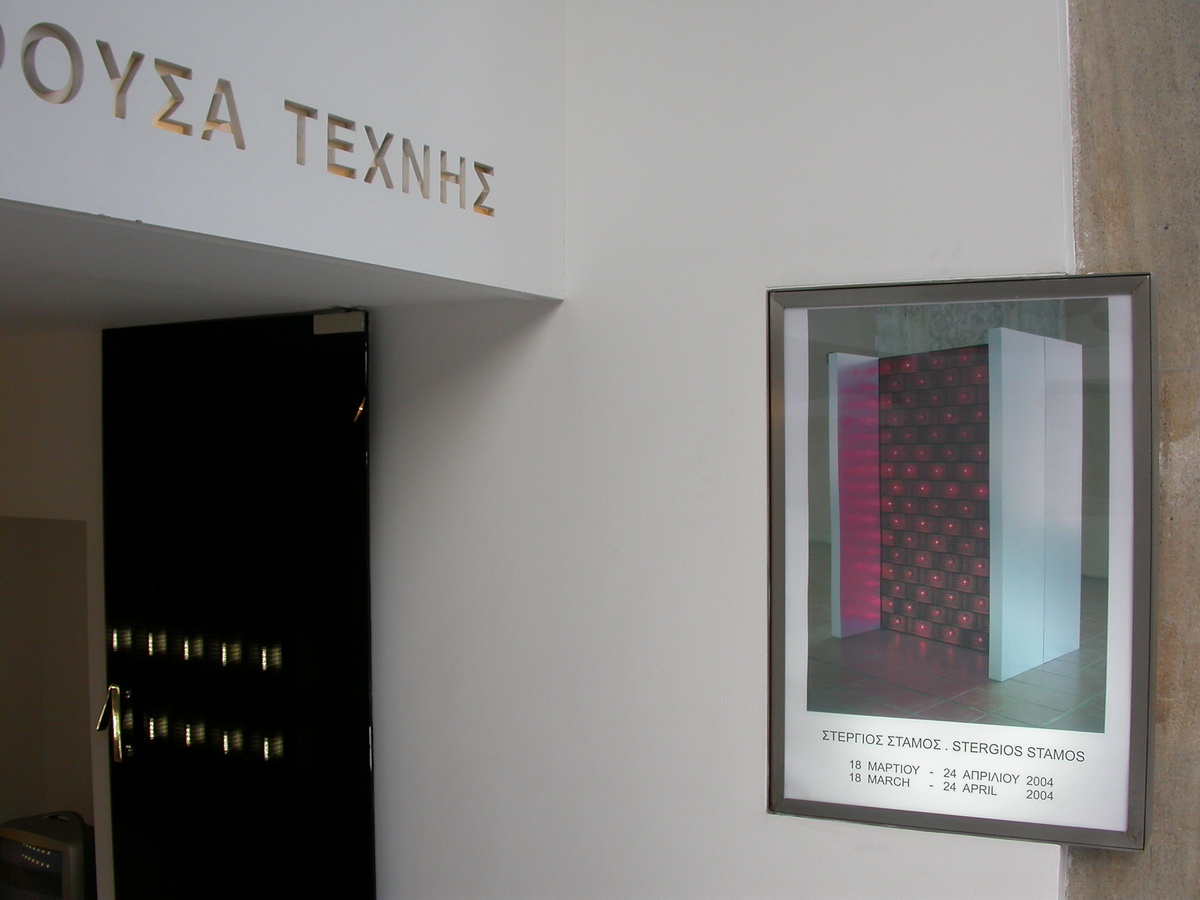 ΟΥΣΑ ΤΕΧΝΗΣ
ΣΤΕΡΓΙΟΣ ΣΤΑΜΟΣ . STERGIOS STAMOS
18 ΜΑΡΤΙΟΥ - 24 ΑΠΡΙΛΙΟΥ 2004
18 MARCH - 24 APRIL 2004